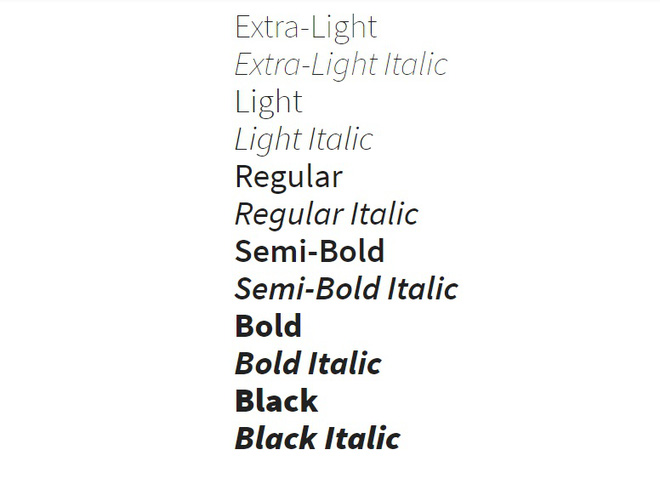 Extra-Light
Extra-Light Italic
Light
Light Italic
Regular
Regular Italic
Semi-Bold
Semi-Bold Italic
Bold
Bold Italic
Black
Black Italic